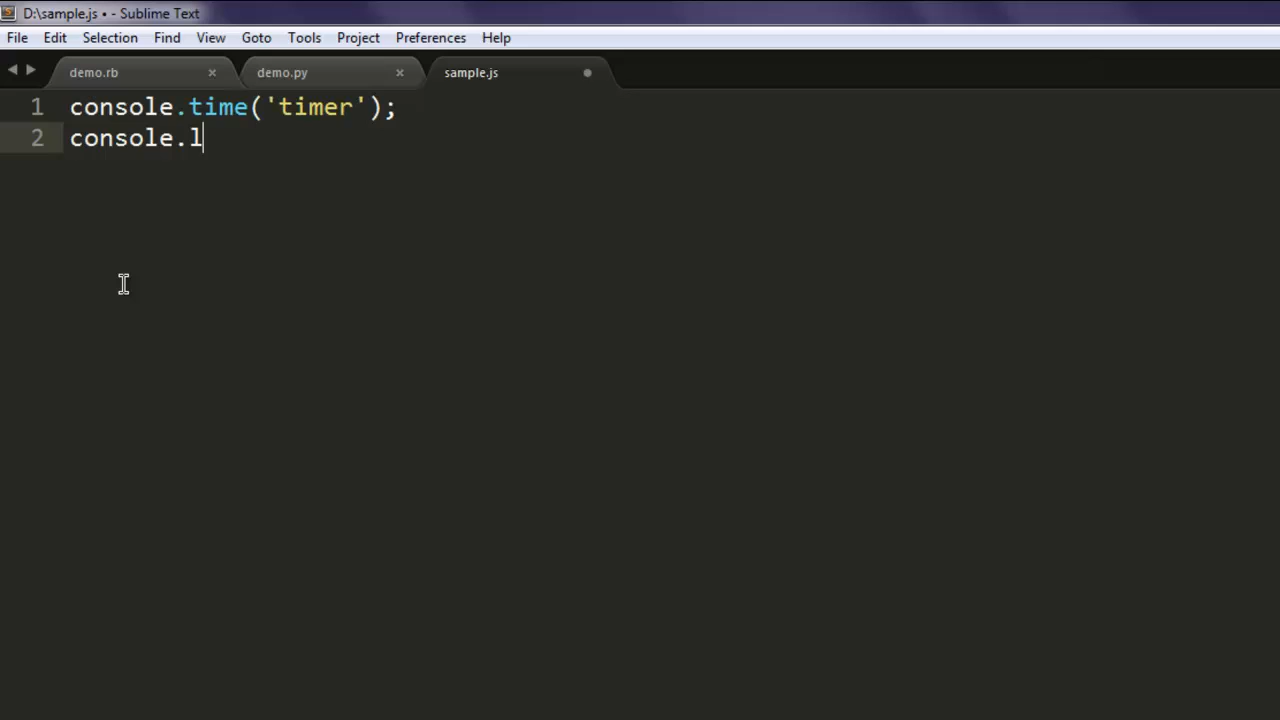 D:\sample.js • - Sublime Text
File Edit Selection Find View Goto Tools Project Preferences Help
demo.rb demo.py sample.js
1 console.time('timer');
2 console.l